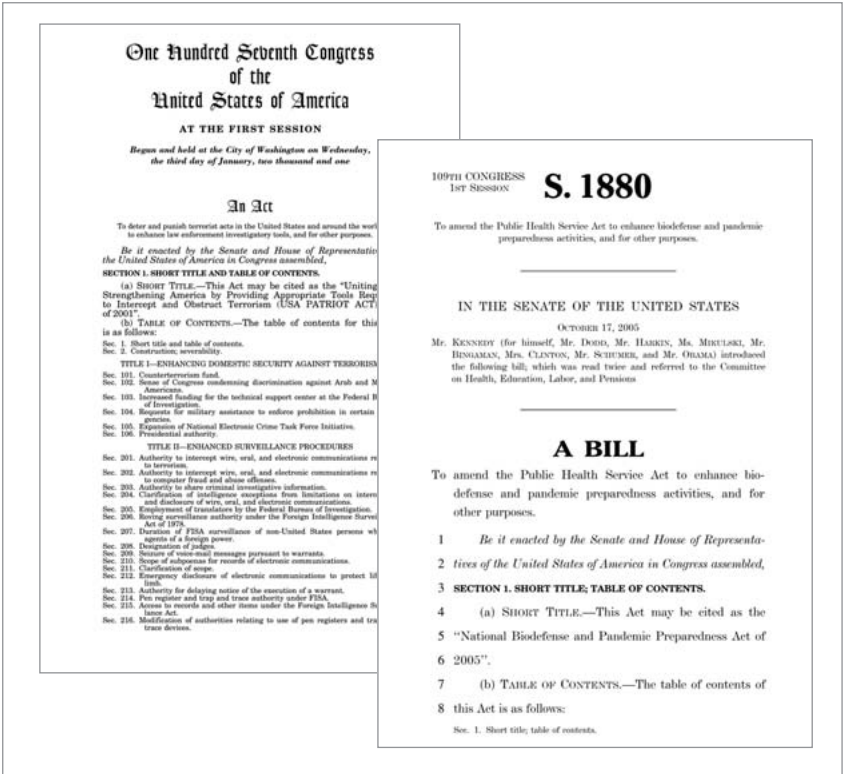 One Hundred Seventh Congress
of the
United States of America
AT THE FIRST SESSION
Begun and held at the City of Washington on Wednesday,
the third day of January, two thousand and one
An Act
To deter and punish terrorist acts in the United States and around the
to enhance law enforcement investigatory tools, and for other purposes.
Be it enacted by the Senate and House of
the United States of America in Congress assembled,
SECTION 1. SHORT TITLE AND TABLE OF CONTENTS.
(a) SHORT TITLE.—This Act may be cited as the “Uniting
Strengthening America by Providing Appropriate Tools
to Intercept and Obstruct Terrorism (USA PATRIOT ACT)
of 2001”.
(b) TABLE OF CONTENTS.—The table of contents for this
is as follows:
Sec. 1. Short title and table of contents.
Sec. 2. Construction; severability.
TITLE I—ENHANCING DOMESTIC SECURITY AGAINST TERRORISM
Sec. 101. Counterterrorism fund.
Sec. 102. Sense of Congress condemning discrimination against Arab and
Americans.
Sec. 103. Increased funding for the technical support center at the Federal
of Investigation.
Sec. 104. Requests for military assistance to enforce prohibition in certain
gencies.
Sec. 105. Expansion of National Electronic Crime Task Force Initiative.
Sec. 106. Presidential authority.
TITLE II—ENHANCED SURVEILLANCE PROCEDURES
Sec. 201. Authority to intercept wire, oral, and electronic communications
to terrorism.
Sec. 202. Authority to intercept wire, oral, and electronic communications
to computer fraud and abuse offenses.
Sec. 203. Authority to share criminal investigative information.
Sec. 204. Clarification of intelligence exceptions from limitations on
and disclosure of wire, oral, and electronic communications.
Sec. 205. Employment of translators by the Federal Bureau of Investigation.
Sec. 206. Roving surveillance authority under the Foreign Intelligence
Act of 1978.
Sec. 207. Duration of FISA surveillance of non-United States persons
agents of a foreign power.
Sec. 208. Designation of judges.
Sec. 209. Seizure of voice-mail messages pursuant to warrants.
Sec. 210. Scope of subpoenas for records of electronic communications.
Sec. 211. Clarification of scope.
Sec. 212. Emergency disclosure of electronic communications to protect
limb.
Sec. 213. Authority for delaying notice of the execution of a warrant.
Sec. 214. Pen register and trap and trace authority under FISA.
Sec. 215. Access to records and other items under the Foreign Intelligence
lance Act.
Sec. 216. Modification of authorities relating to use of pen registers and
trace devices.
109TH CONGRESS
1ST SESSION
S. 1880
To amend the Public Health Service Act to enhance biodefense and pandemic
preparedness activities, and for other purposes.
IN THE SENATE OF THE UNITED STATES
OCTOBER 17, 2005
Mr. KENNEDY (for himself, Mr. DODD, Mr. HARKIN, Ms. MIKULSKI, Mr.
BINGAMAN, Mrs. CLINTON, Mr. SCHUMER, and Mr. OBAMA) introduced
the following bill; which was read twice and referred to the Committee
on Health, Education, Labor, and Pensions
A BILL
To amend the Public Health Service Act to enhance bio-
defense and pandemic preparedness activities, and for
other purposes.
1 Be it enacted by the Senate and House of Representa-
2 tives of the United States of America in Congress assembled,
3 SECTION 1. SHORT TITLE; TABLE OF CONTENTS.
4 (a) SHORT TITLE.—This Act may be cited as the
5 “National Biodefense and Pandemic Preparedness Act of
6 2005”.
7 (b) TABLE OF CONTENTS.—The table of contents of
8 this Act is as follows:
Sec. 1. Short title; table of contents.